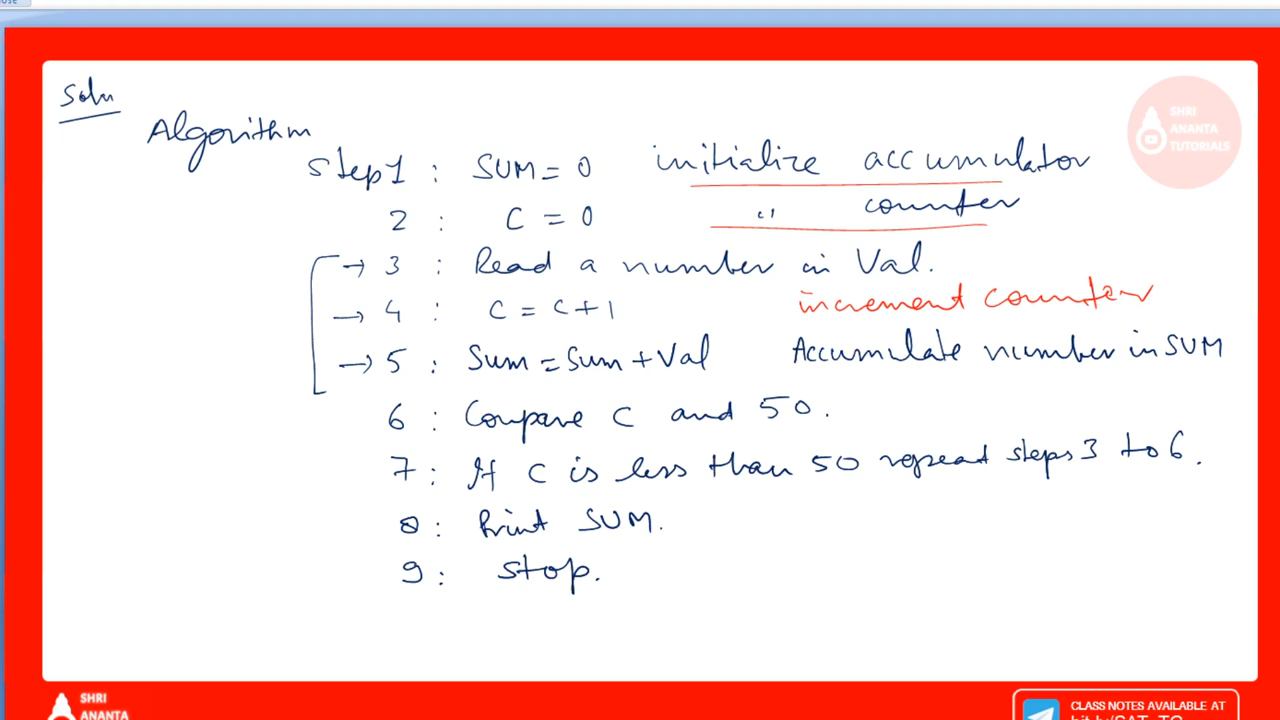 Soln
Algorithm
SHRI
ANANTA
TUTORIALS
Step1 : SUM = 0 initialize accumulator
2 : C = 0 " counter
→ 3 : Read a number in Val.
→ 4 : C = C+1 increment counter
→ 5 : Sum = Sum + Val Accumulate number in SUM
6 : Compare C and 50.
7 : If C is less than 50 repeat steps 3 to 6.
8 : Print SUM.
9 : Stop.
SHRI
ANANTA
CLASS NOTES AVAILABLE AT